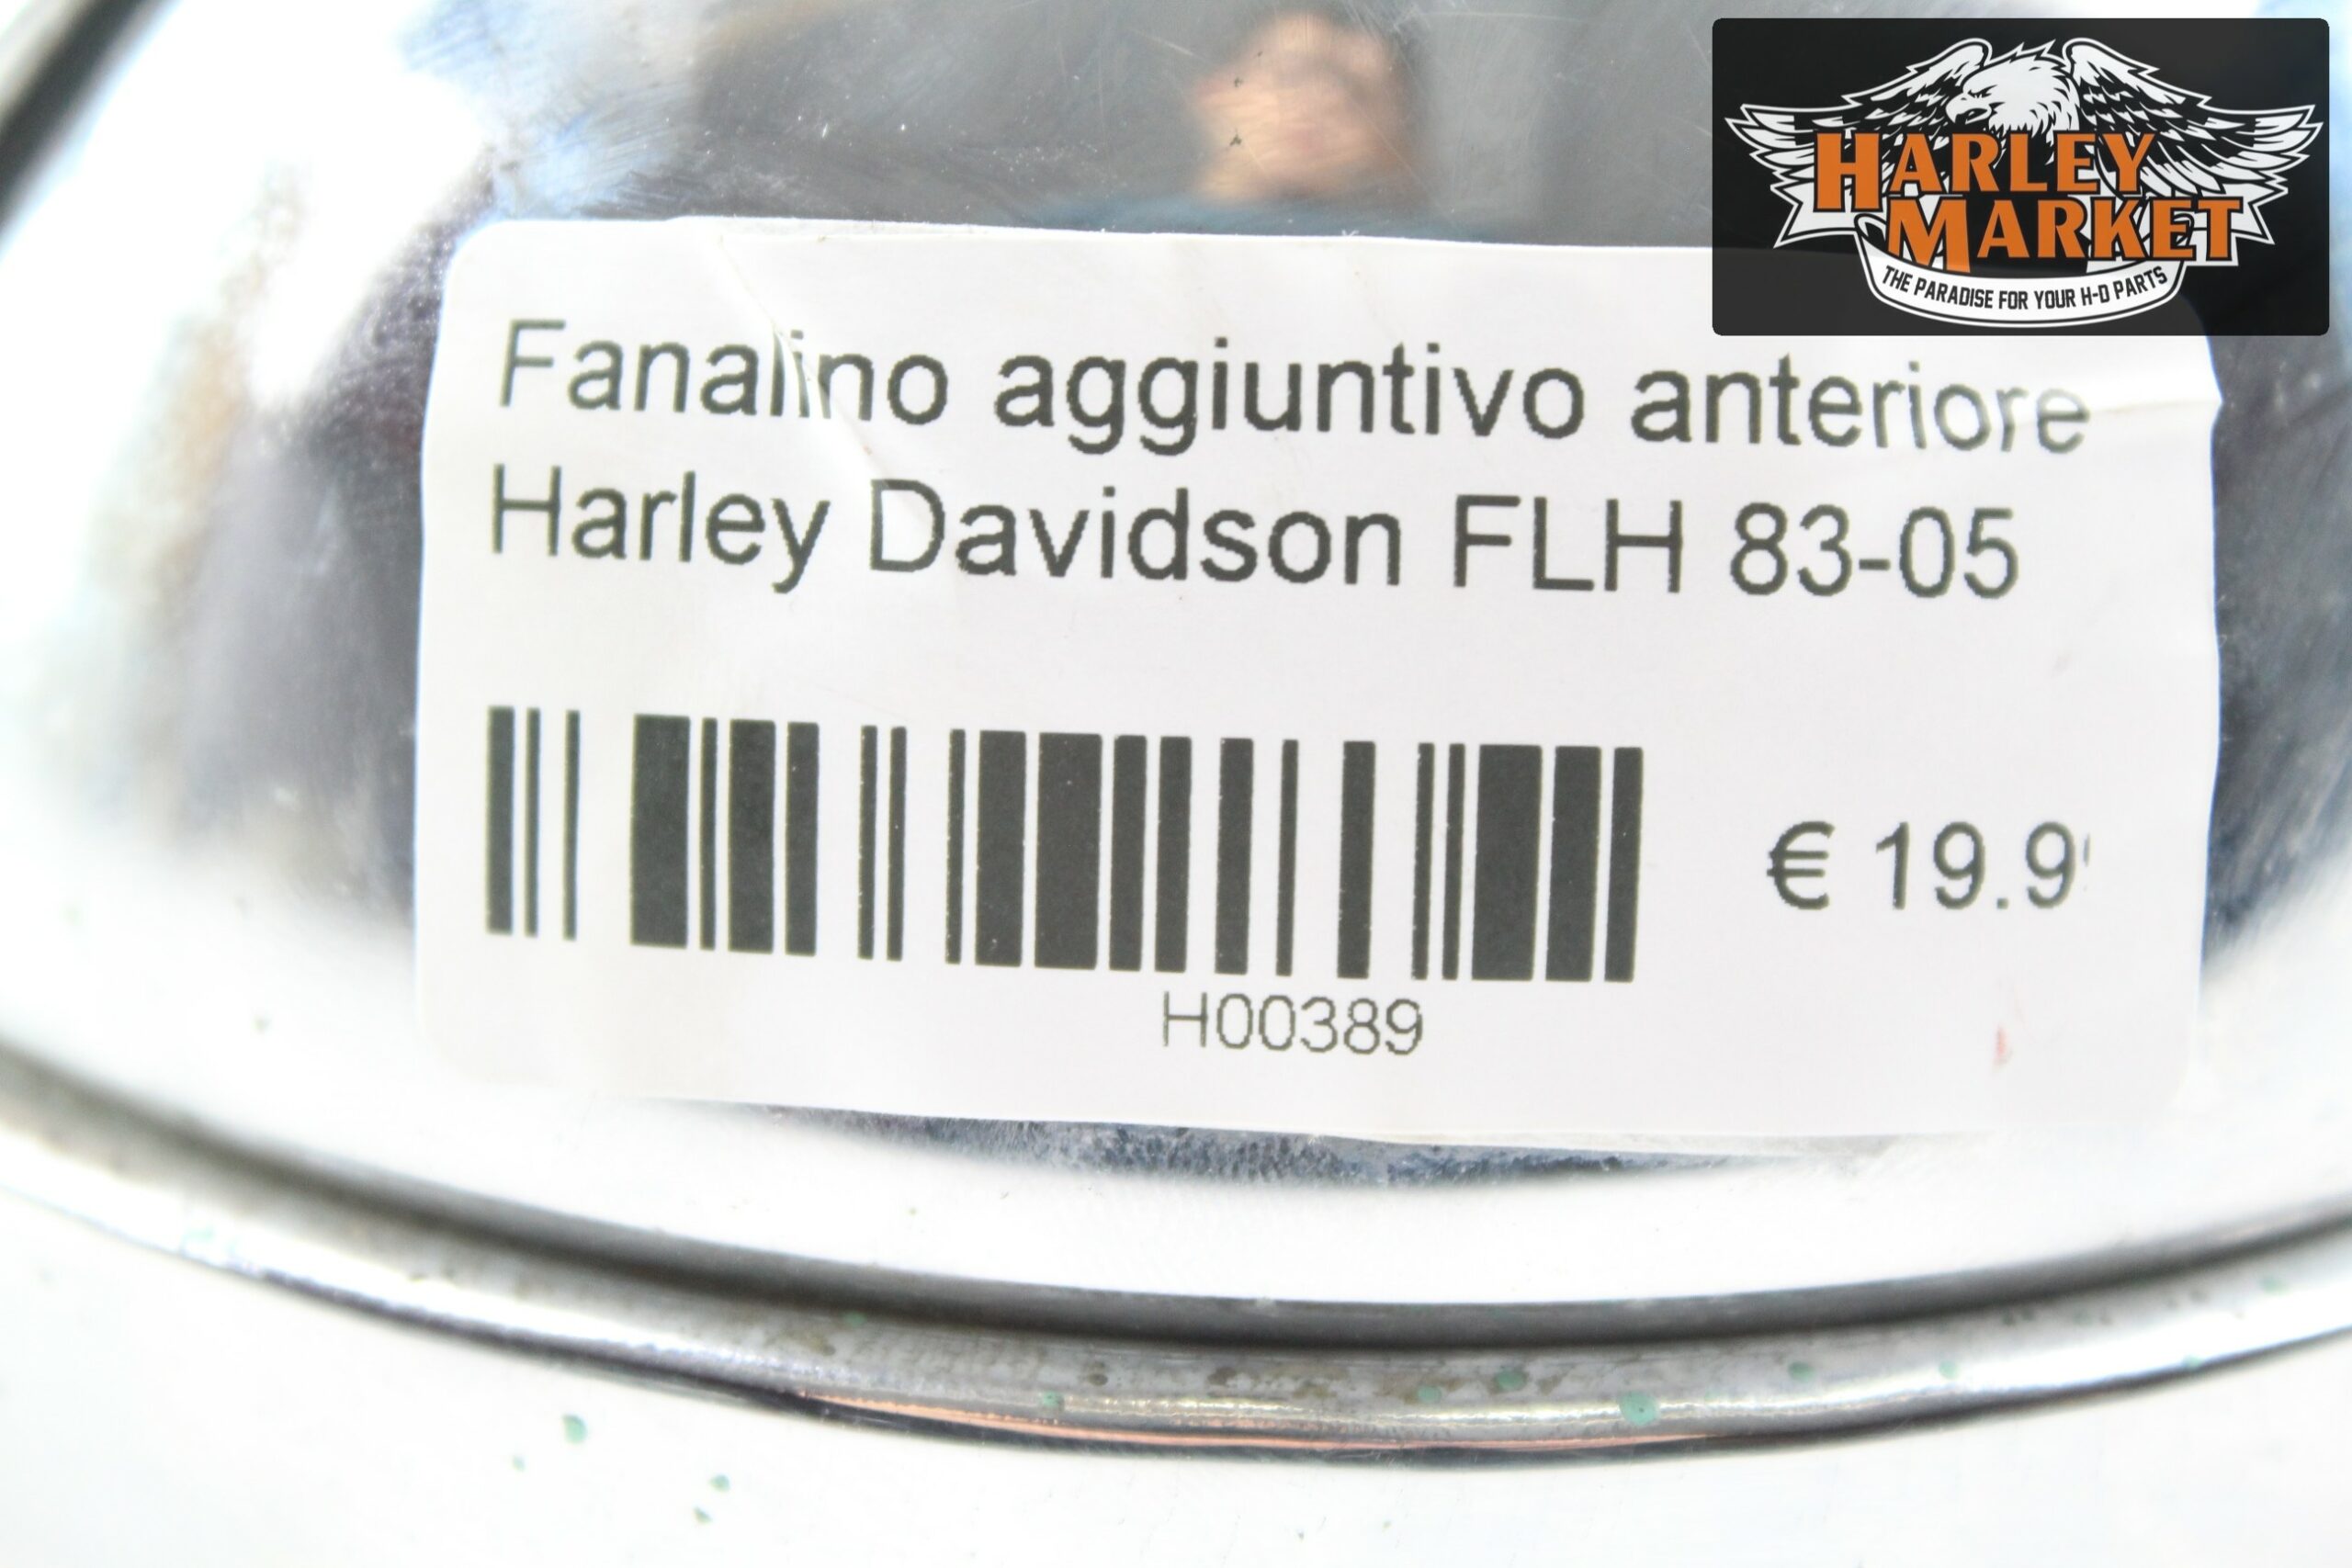 HARLEY
MARKET
THE PARADISE FOR YOUR H-D PARTS
Fanalino aggiuntivo anteriore
Harley Davidson FLH 83-05
€ 19.9
H00389